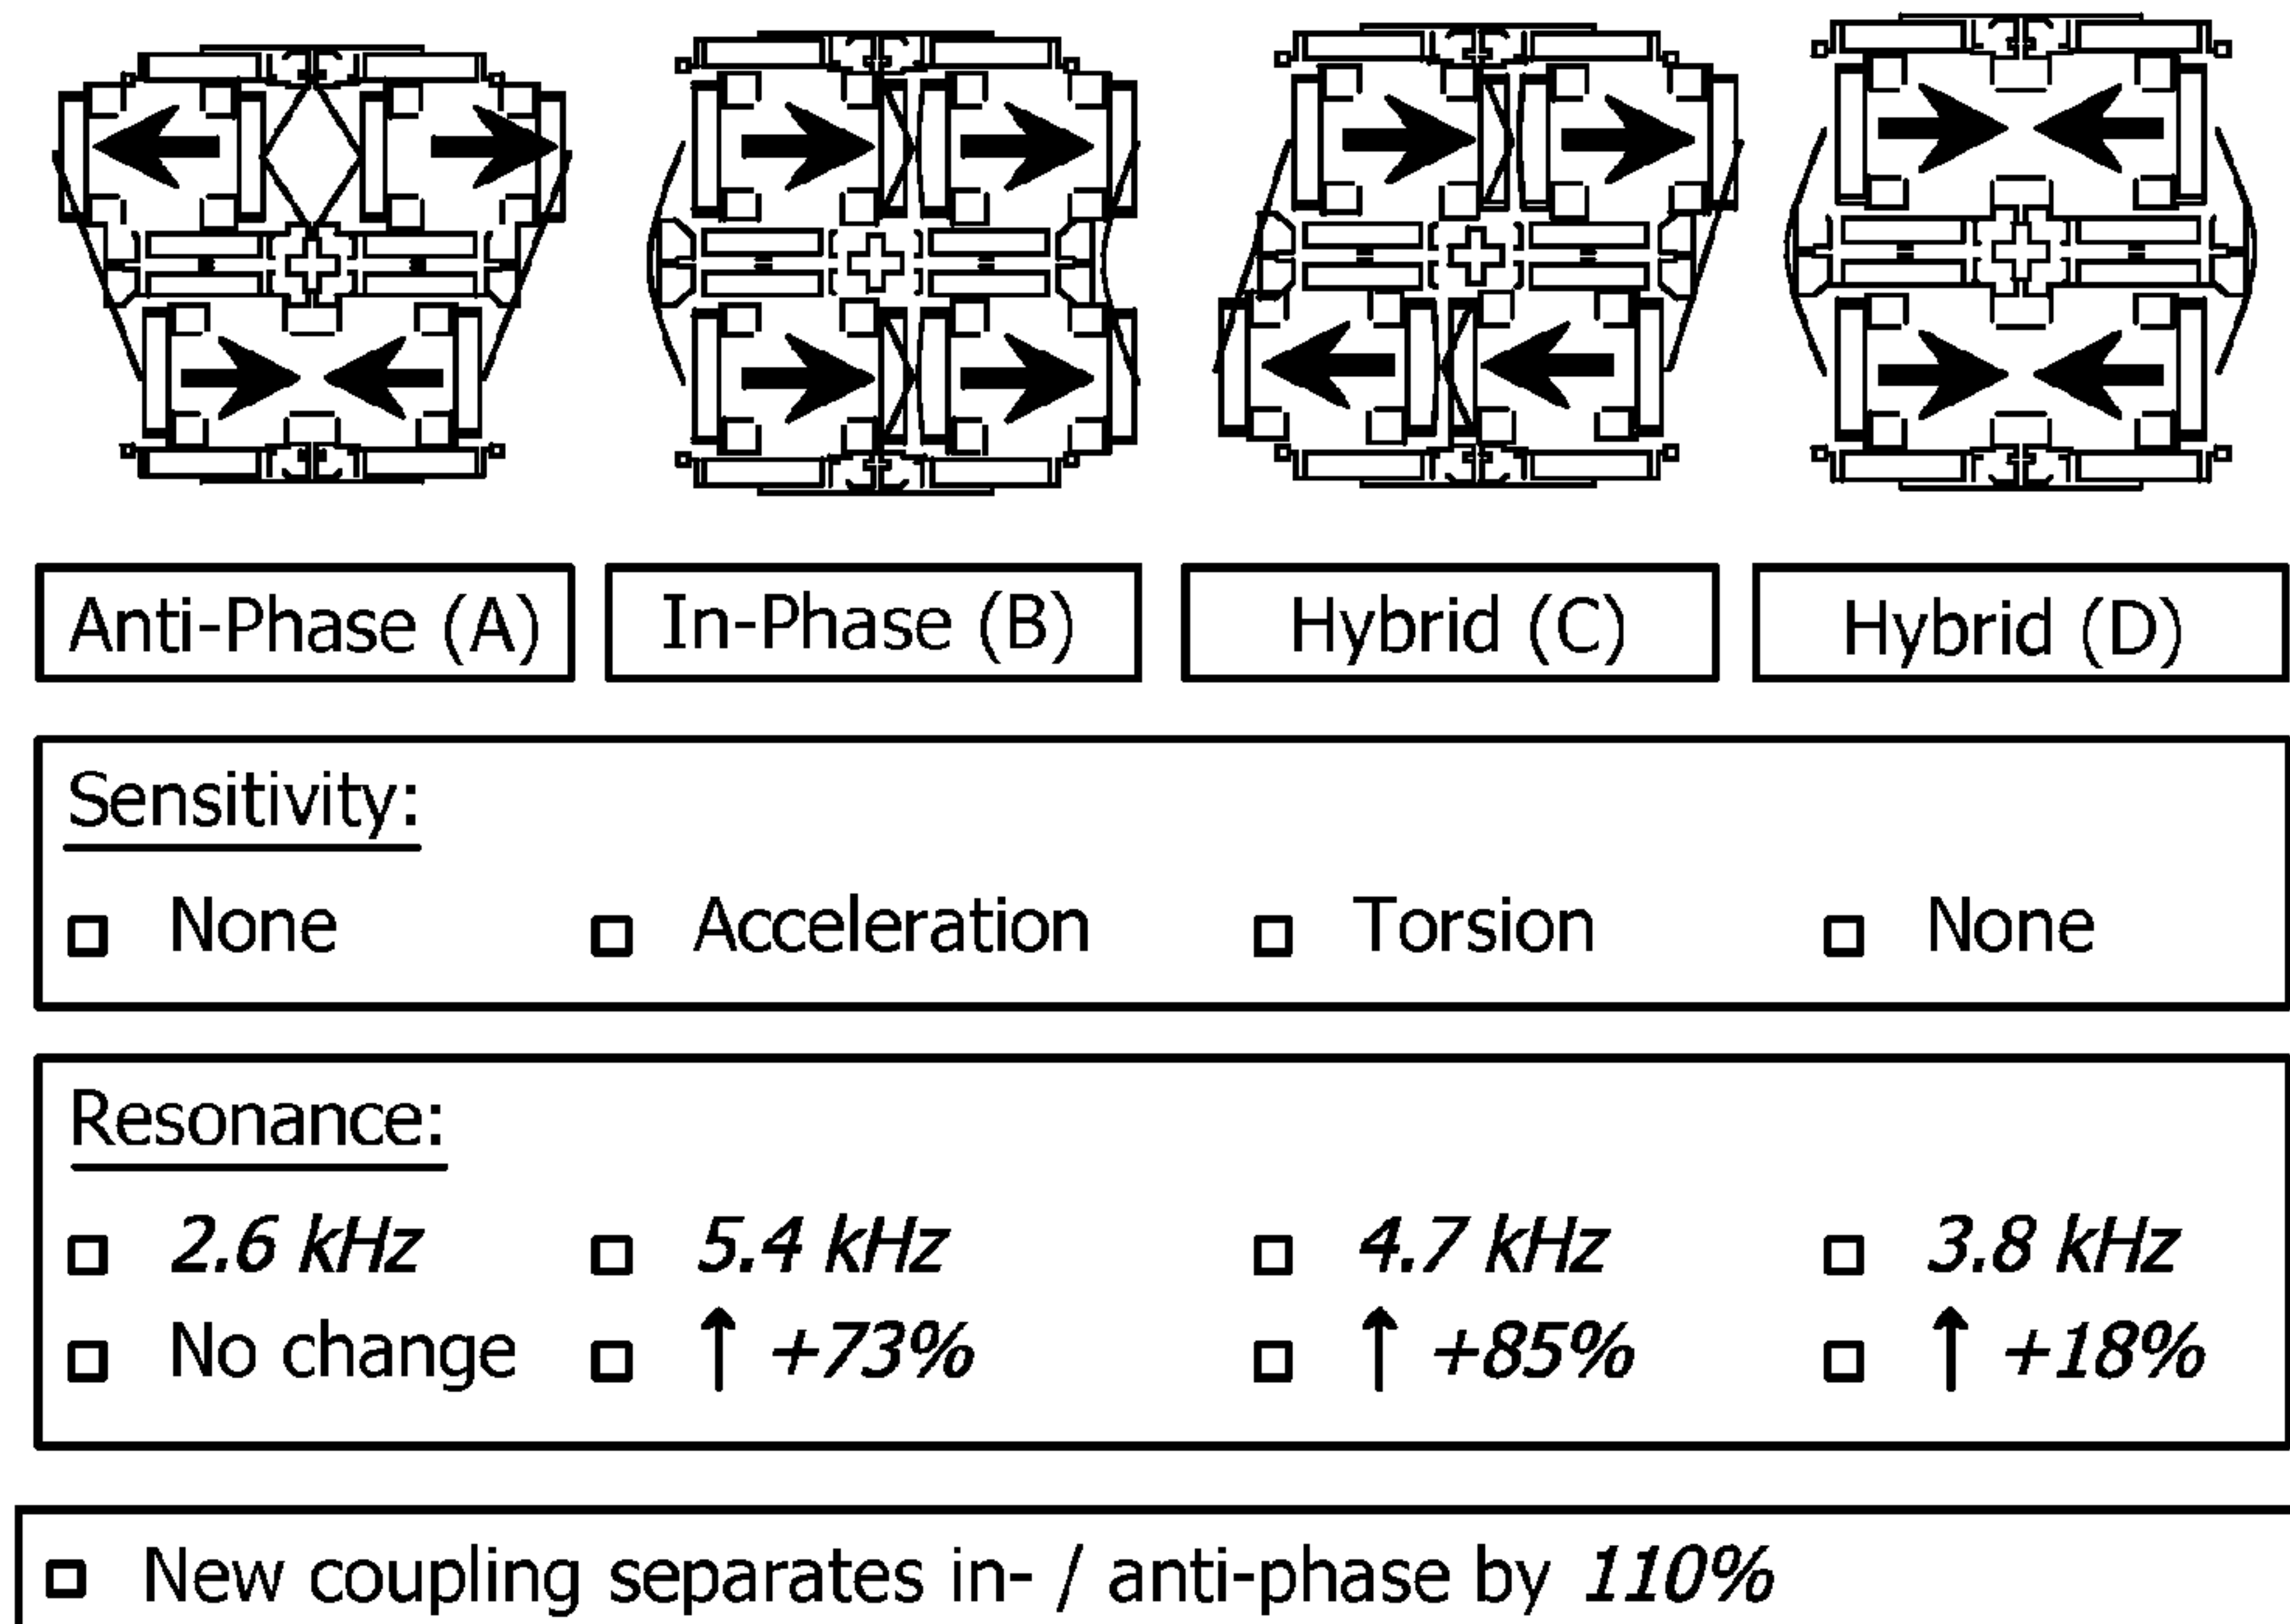 Anti-Phase (A) In-Phase (B) Hybrid (C) Hybrid (D)
Sensitivity:
None Acceleration Torsion None
Resonance:
2.6 kHz 5.4 kHz 4.7 kHz 3.8 kHz
No change ↑ +73% ↑ +85% ↑ +18%
New coupling separates in- / anti-phase by 110%